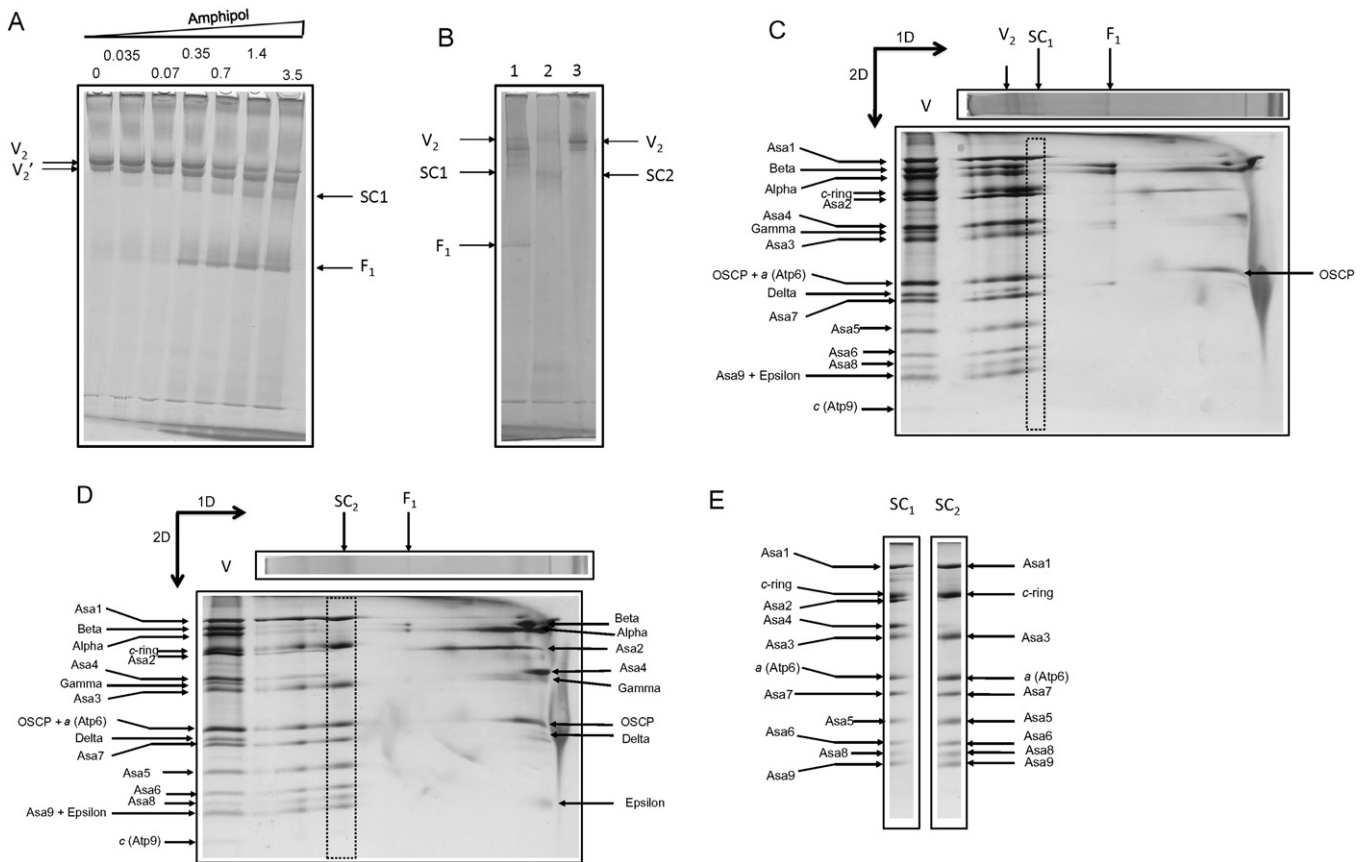 A
Amphipol
0.035 0.35 1.4
0 0.07 0.7 3.5
V2
V2'
SC1
F1
B
1 2 3
V2
SC1
F1
V2
SC2
C
1D
2D
V2 SC1 F1
V
Asa1
Beta
Alpha
c-ring
Asa2
Asa4
Gamma
Asa3
OSCP + a (Atp6)
Delta
Asa7
Asa5
Asa6
Asa8
Asa9 + Epsilon
c (Atp9)
OSCP
D
1D
2D
SC2 F1
V
Asa1
Beta
Alpha
c-ring
Asa2
Asa4
Gamma
Asa3
OSCP + a (Atp6)
Delta
Asa7
Asa5
Asa6
Asa8
Asa9 + Epsilon
c (Atp9)
Beta
Alpha
Asa2
Asa4
Gamma
OSCP
Delta
Epsilon
E
SC1 SC2
Asa1
c-ring
Asa2
Asa4
Asa3
a (Atp6)
Asa7
Asa5
Asa6
Asa8
Asa9
Asa1
c-ring
Asa3
a (Atp6)
Asa7
Asa5
Asa6
Asa8
Asa9